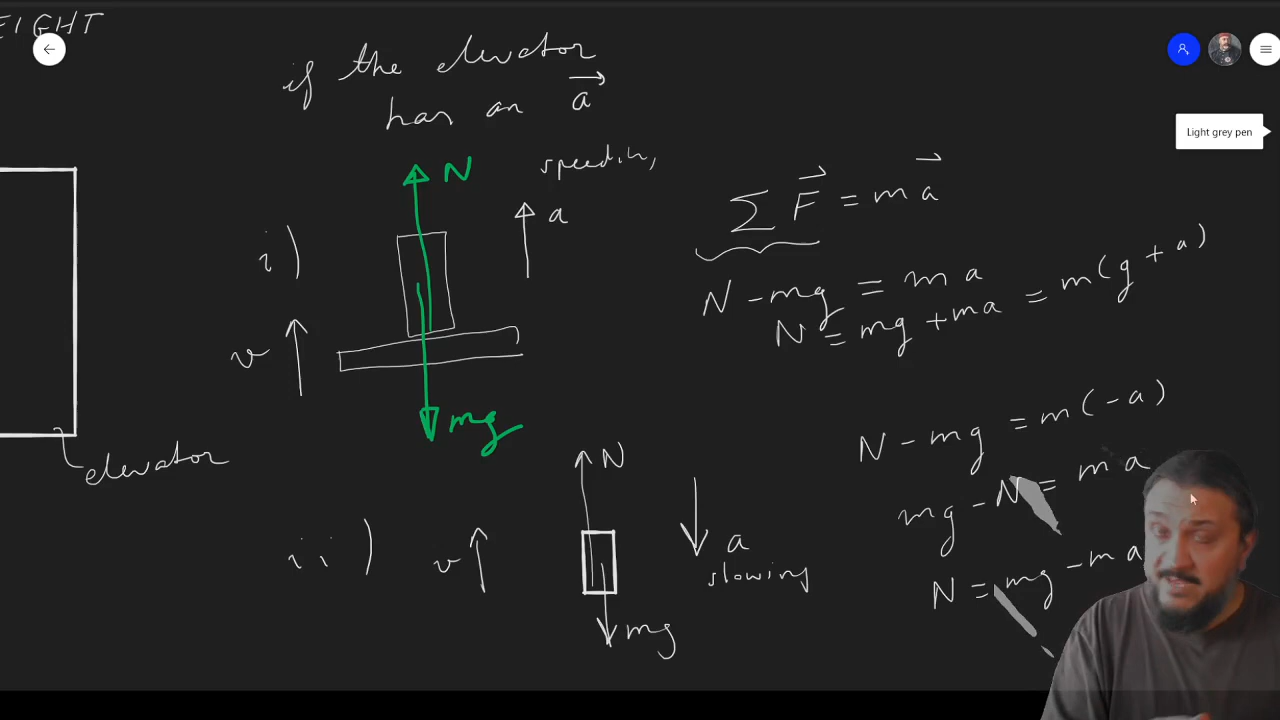 EIGHT
if the elevator
has an a⃗
speedin,
N
a
i)
v
mg
elevator
∑ F⃗ = m a⃗
N - mg = m a
N = mg + ma = m(g + a)
N - mg = m(-a)
mg - N = m a
N = mg - m a
ii)
v
N
a
slowing
mg
Light grey pen